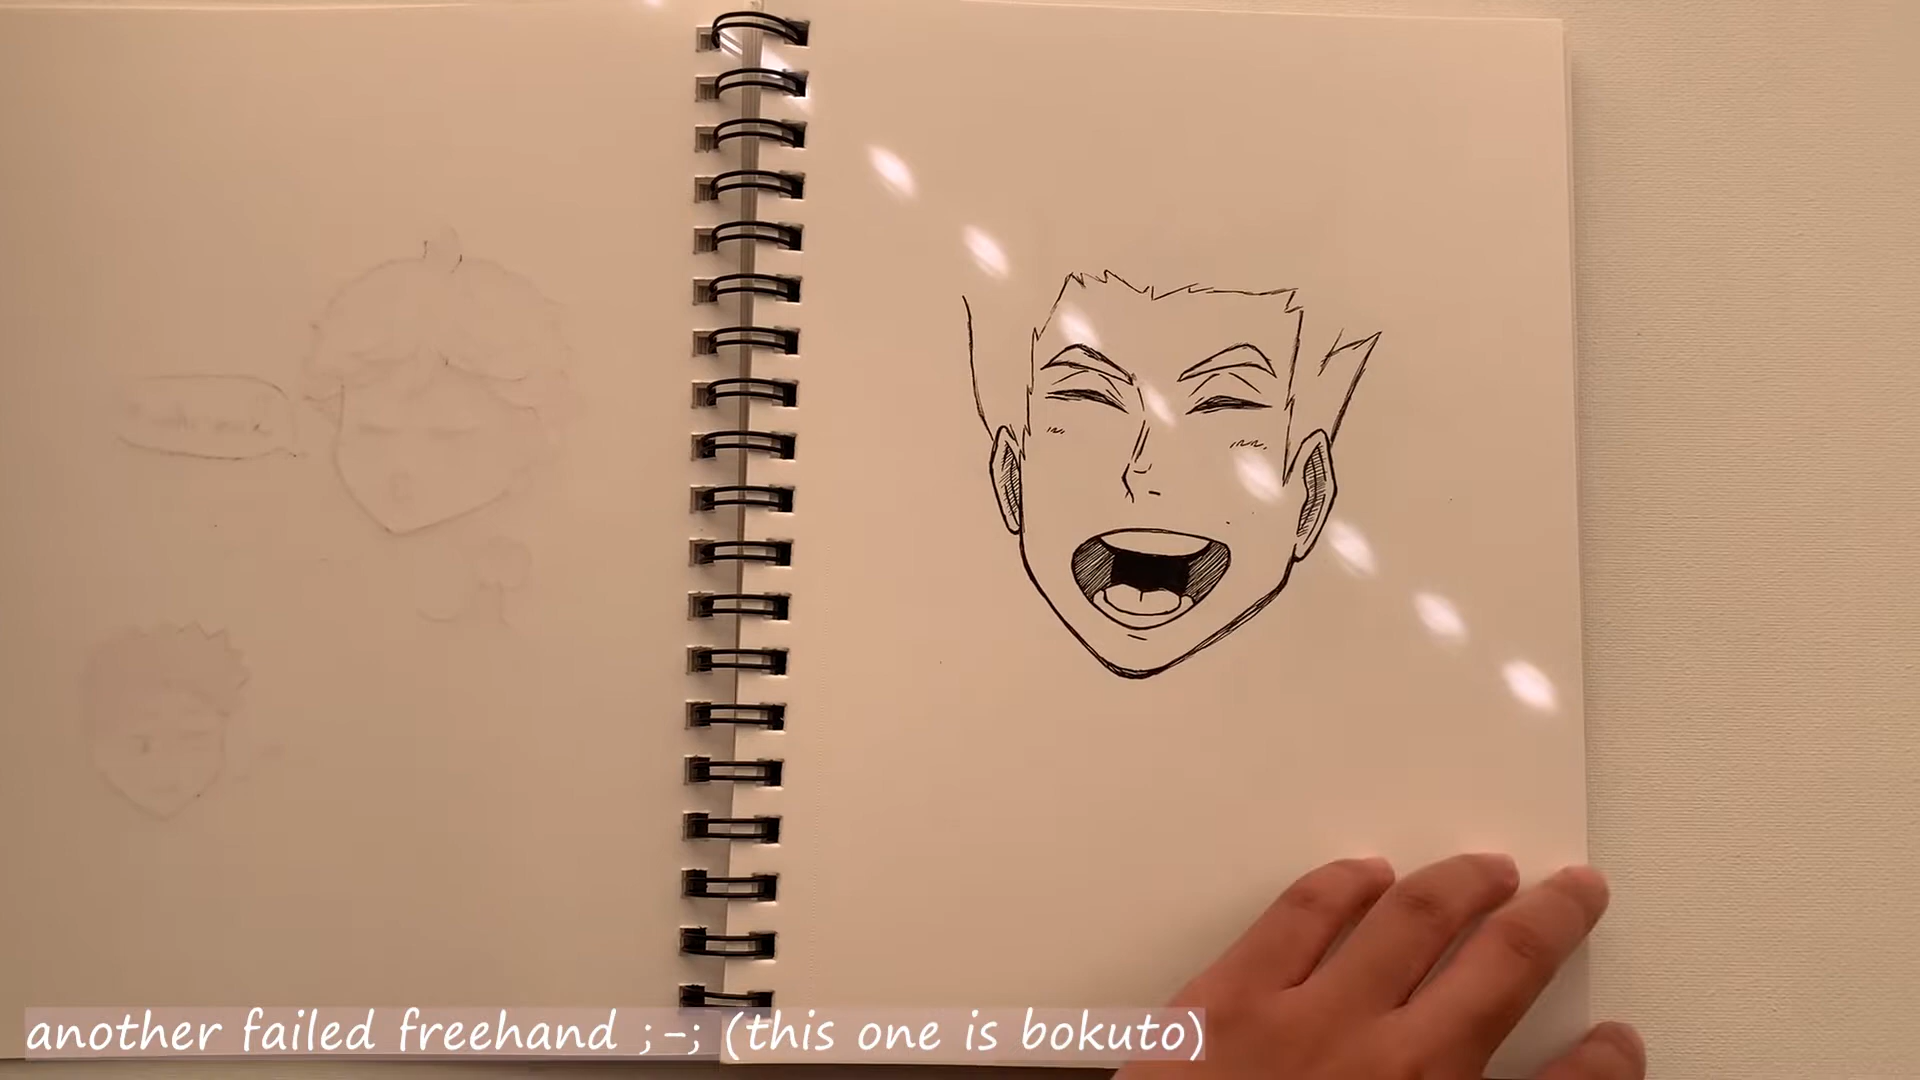 another failed freehand ;-; (this one is bokuto)